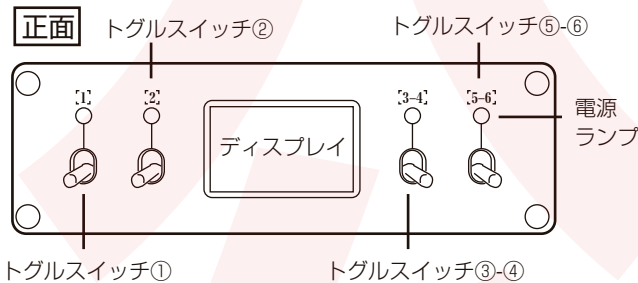 正面
トグルスイッチ②
トグルスイッチ⑤-⑥
[1]
[2]
[3-4]
[5-6]
ディスプレイ
電源
ランプ
トグルスイッチ①
トグルスイッチ③-④